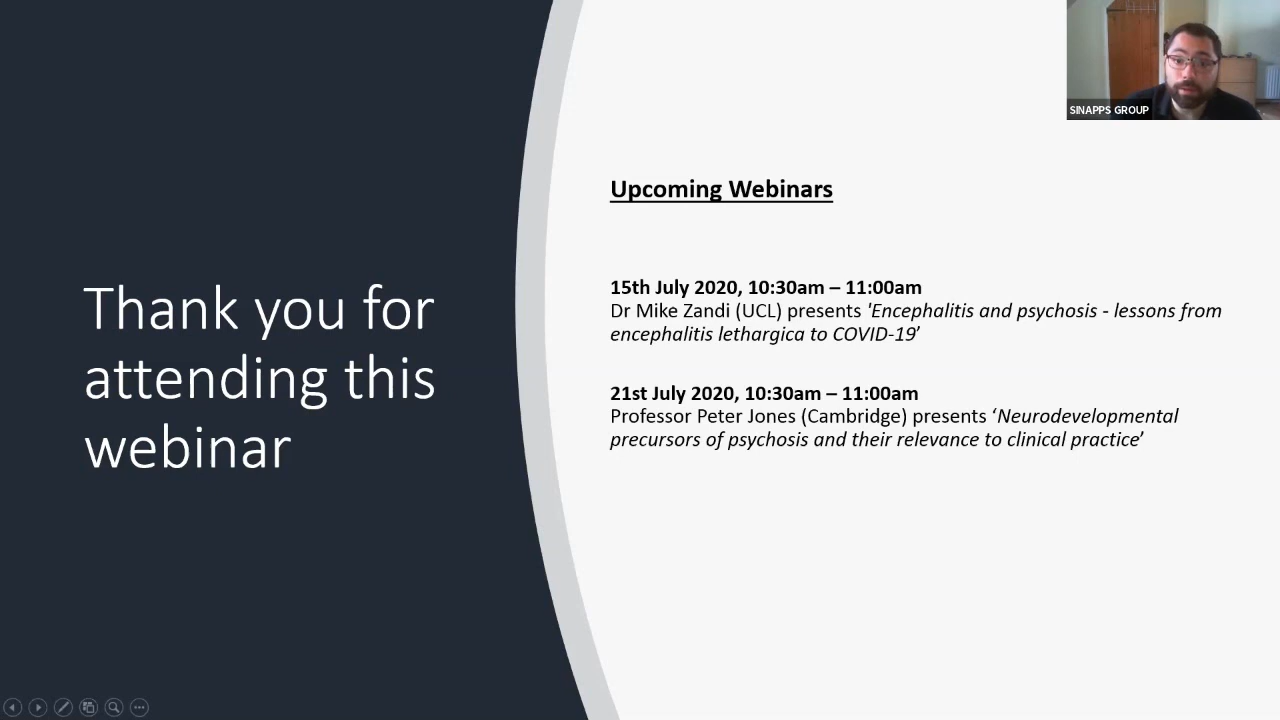 Thank you for
attending this
webinar
SINAPPS GROUP
Upcoming Webinars
15th July 2020, 10:30am – 11:00am
Dr Mike Zandi (UCL) presents 'Encephalitis and psychosis - lessons from
encephalitis lethargica to COVID-19’
21st July 2020, 10:30am – 11:00am
Professor Peter Jones (Cambridge) presents ‘Neurodevelopmental
precursors of psychosis and their relevance to clinical practice’